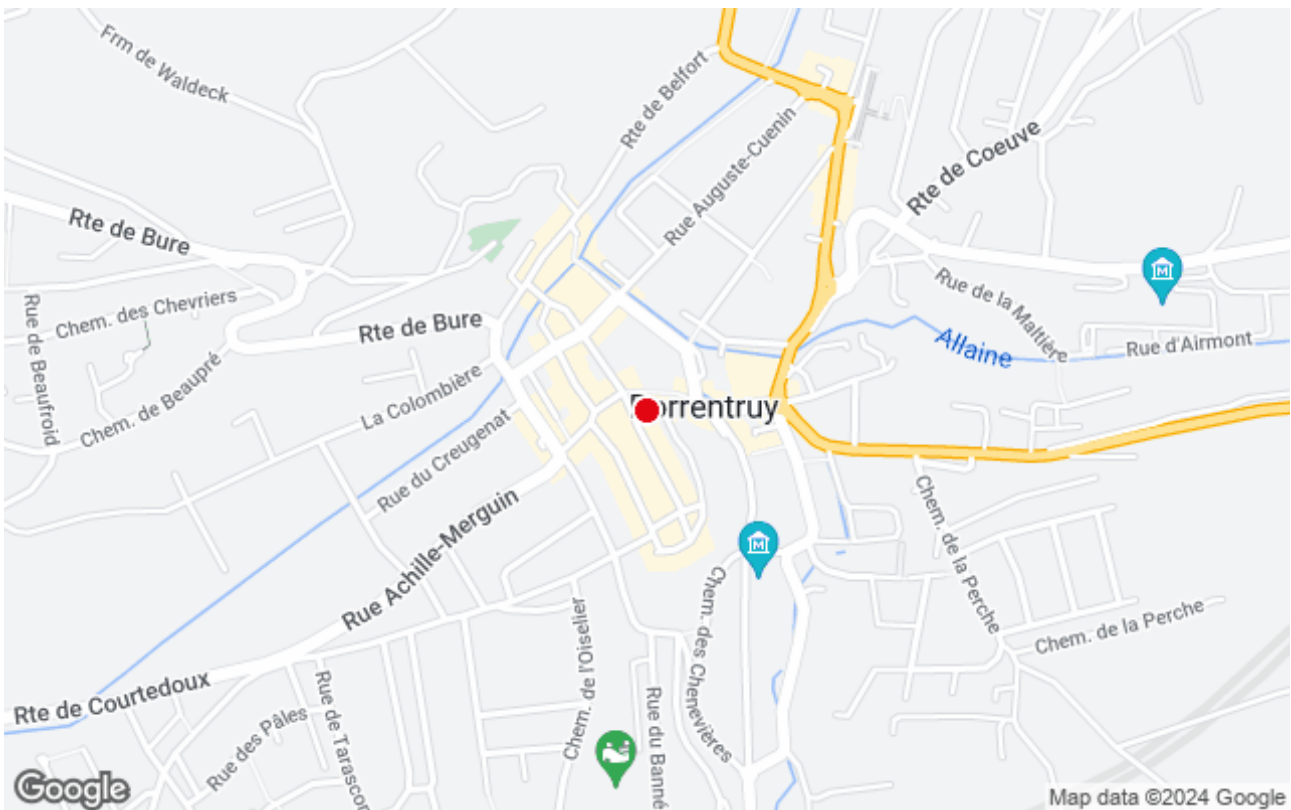 Frm de Waldeck
Rte de Belfort
Rue Auguste-Cuenin
Rte de Coeuve
Rte de Bure
Rue de la Maltière
Chem. des Chevriers
Rue de Beaufroid
Rte de Bure
Allaine
Rue d'Airmont
Chem. de Beaupré
La Colombière
Porrentruy
Rue du Creugenat
Rue Achille-Merguin
Chem. de la Perche
Chem. de l'Oiselier
Chem. des Chenevières
Chem. de la Perche
Rte de Courtedoux
Rue des Pâles
Rue de Tarascon
Rue du Banné
Google
Map data ©2024 Google